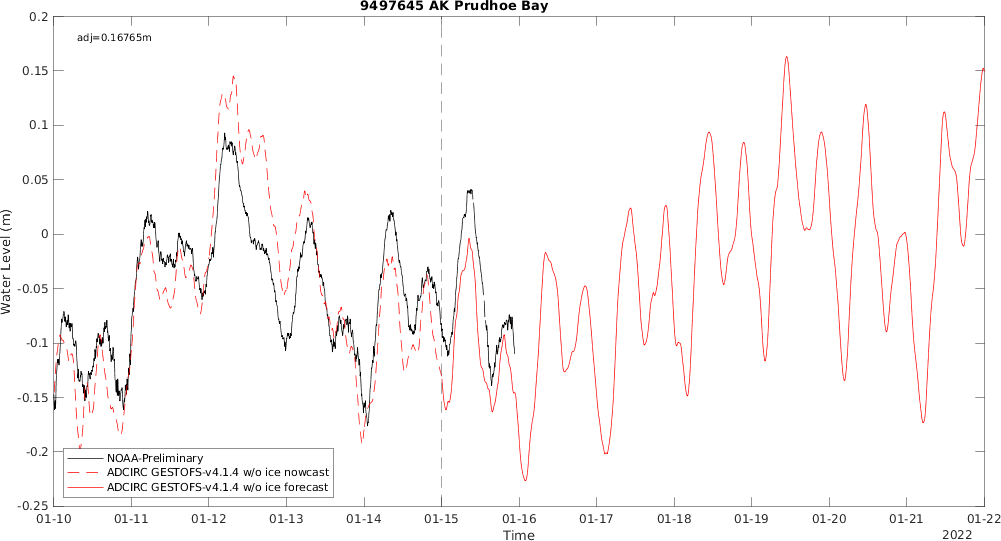 9497645 AK Prudhoe Bay
adj=0.16765m
0.2
0.15
0.1
0.05
0
-0.05
-0.1
-0.15
-0.2
-0.25
Water Level (m)
NOAA-Preliminary
ADCIRC GESTOFS-v4.1.4 w/o ice nowcast
ADCIRC GESTOFS-v4.1.4 w/o ice forecast
01-10 01-11 01-12 01-13 01-14 01-15 01-16 01-17 01-18 01-19 01-20 01-21 01-22
Time
2022